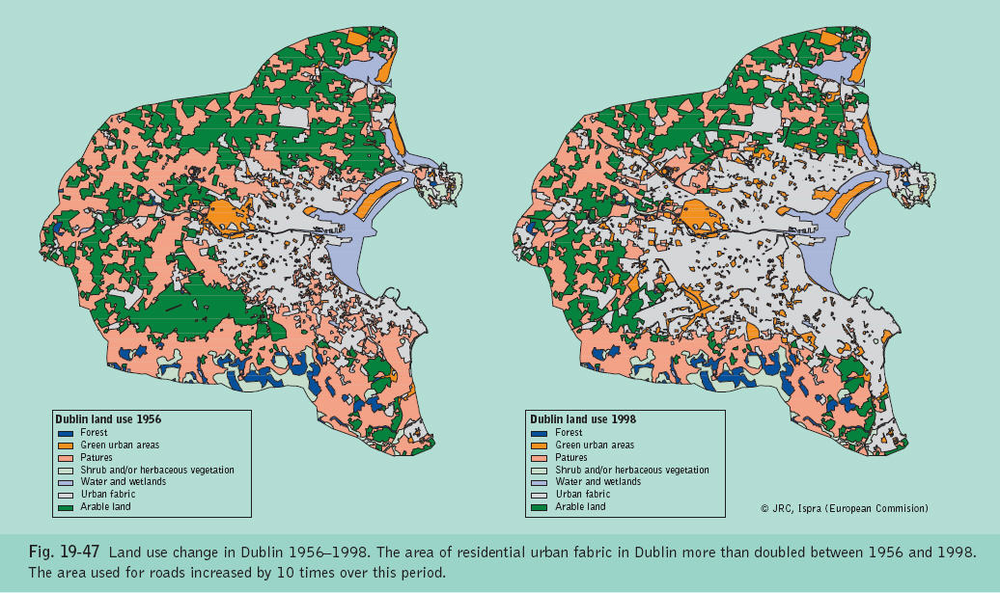 Dublin land use 1956
Forest
Green urban areas
Patures
Shrub and/or herbaceous vegetation
Water and wetlands
Urban fabric
Arable land
Dublin land use 1998
Forest
Green urban areas
Patures
Shrub and/or herbaceous vegetation
Water and wetlands
Urban fabric
Arable land
© JRC, Ispra (European Commision)
Fig. 19-47 Land use change in Dublin 1956–1998. The area of residential urban fabric in Dublin more than doubled between 1956 and 1998.
The area used for roads increased by 10 times over this period.